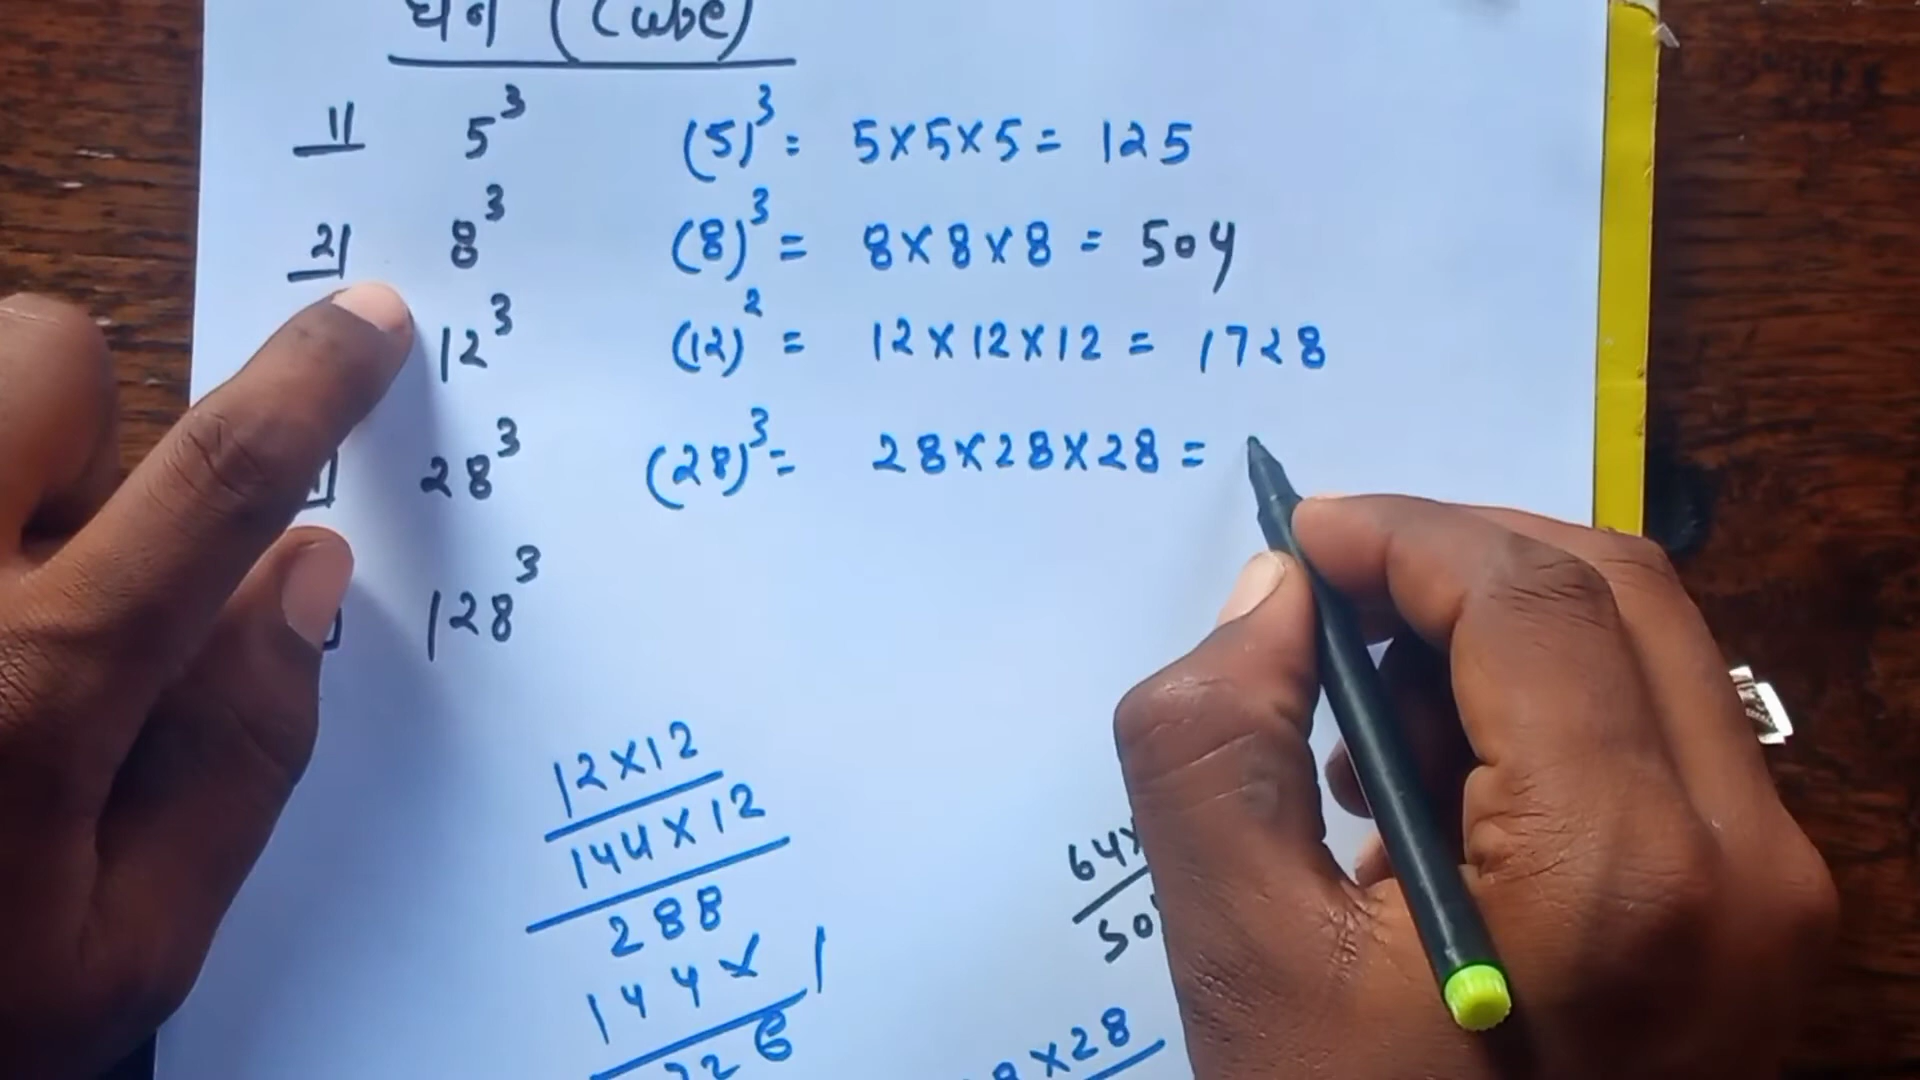 घन (Cube)
1) 5³ (5)³ = 5×5×5 = 125
2) 8³ (8)³ = 8×8×8 = 504
12³ (12)² = 12×12×12 = 1728
28³ (28)³ = 28×28×28 =
128³
12×12
144×12
288
144×
64×
50
×28